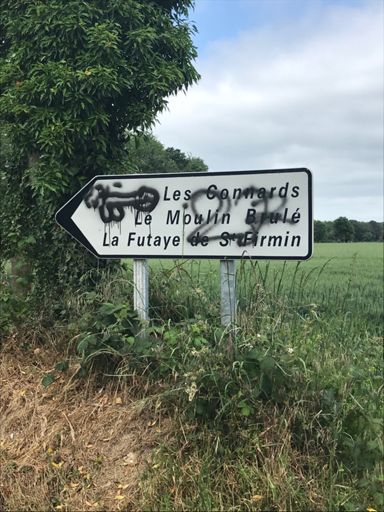 Les Connards
Le Moulin Brulé
La Futaye de St Firmin